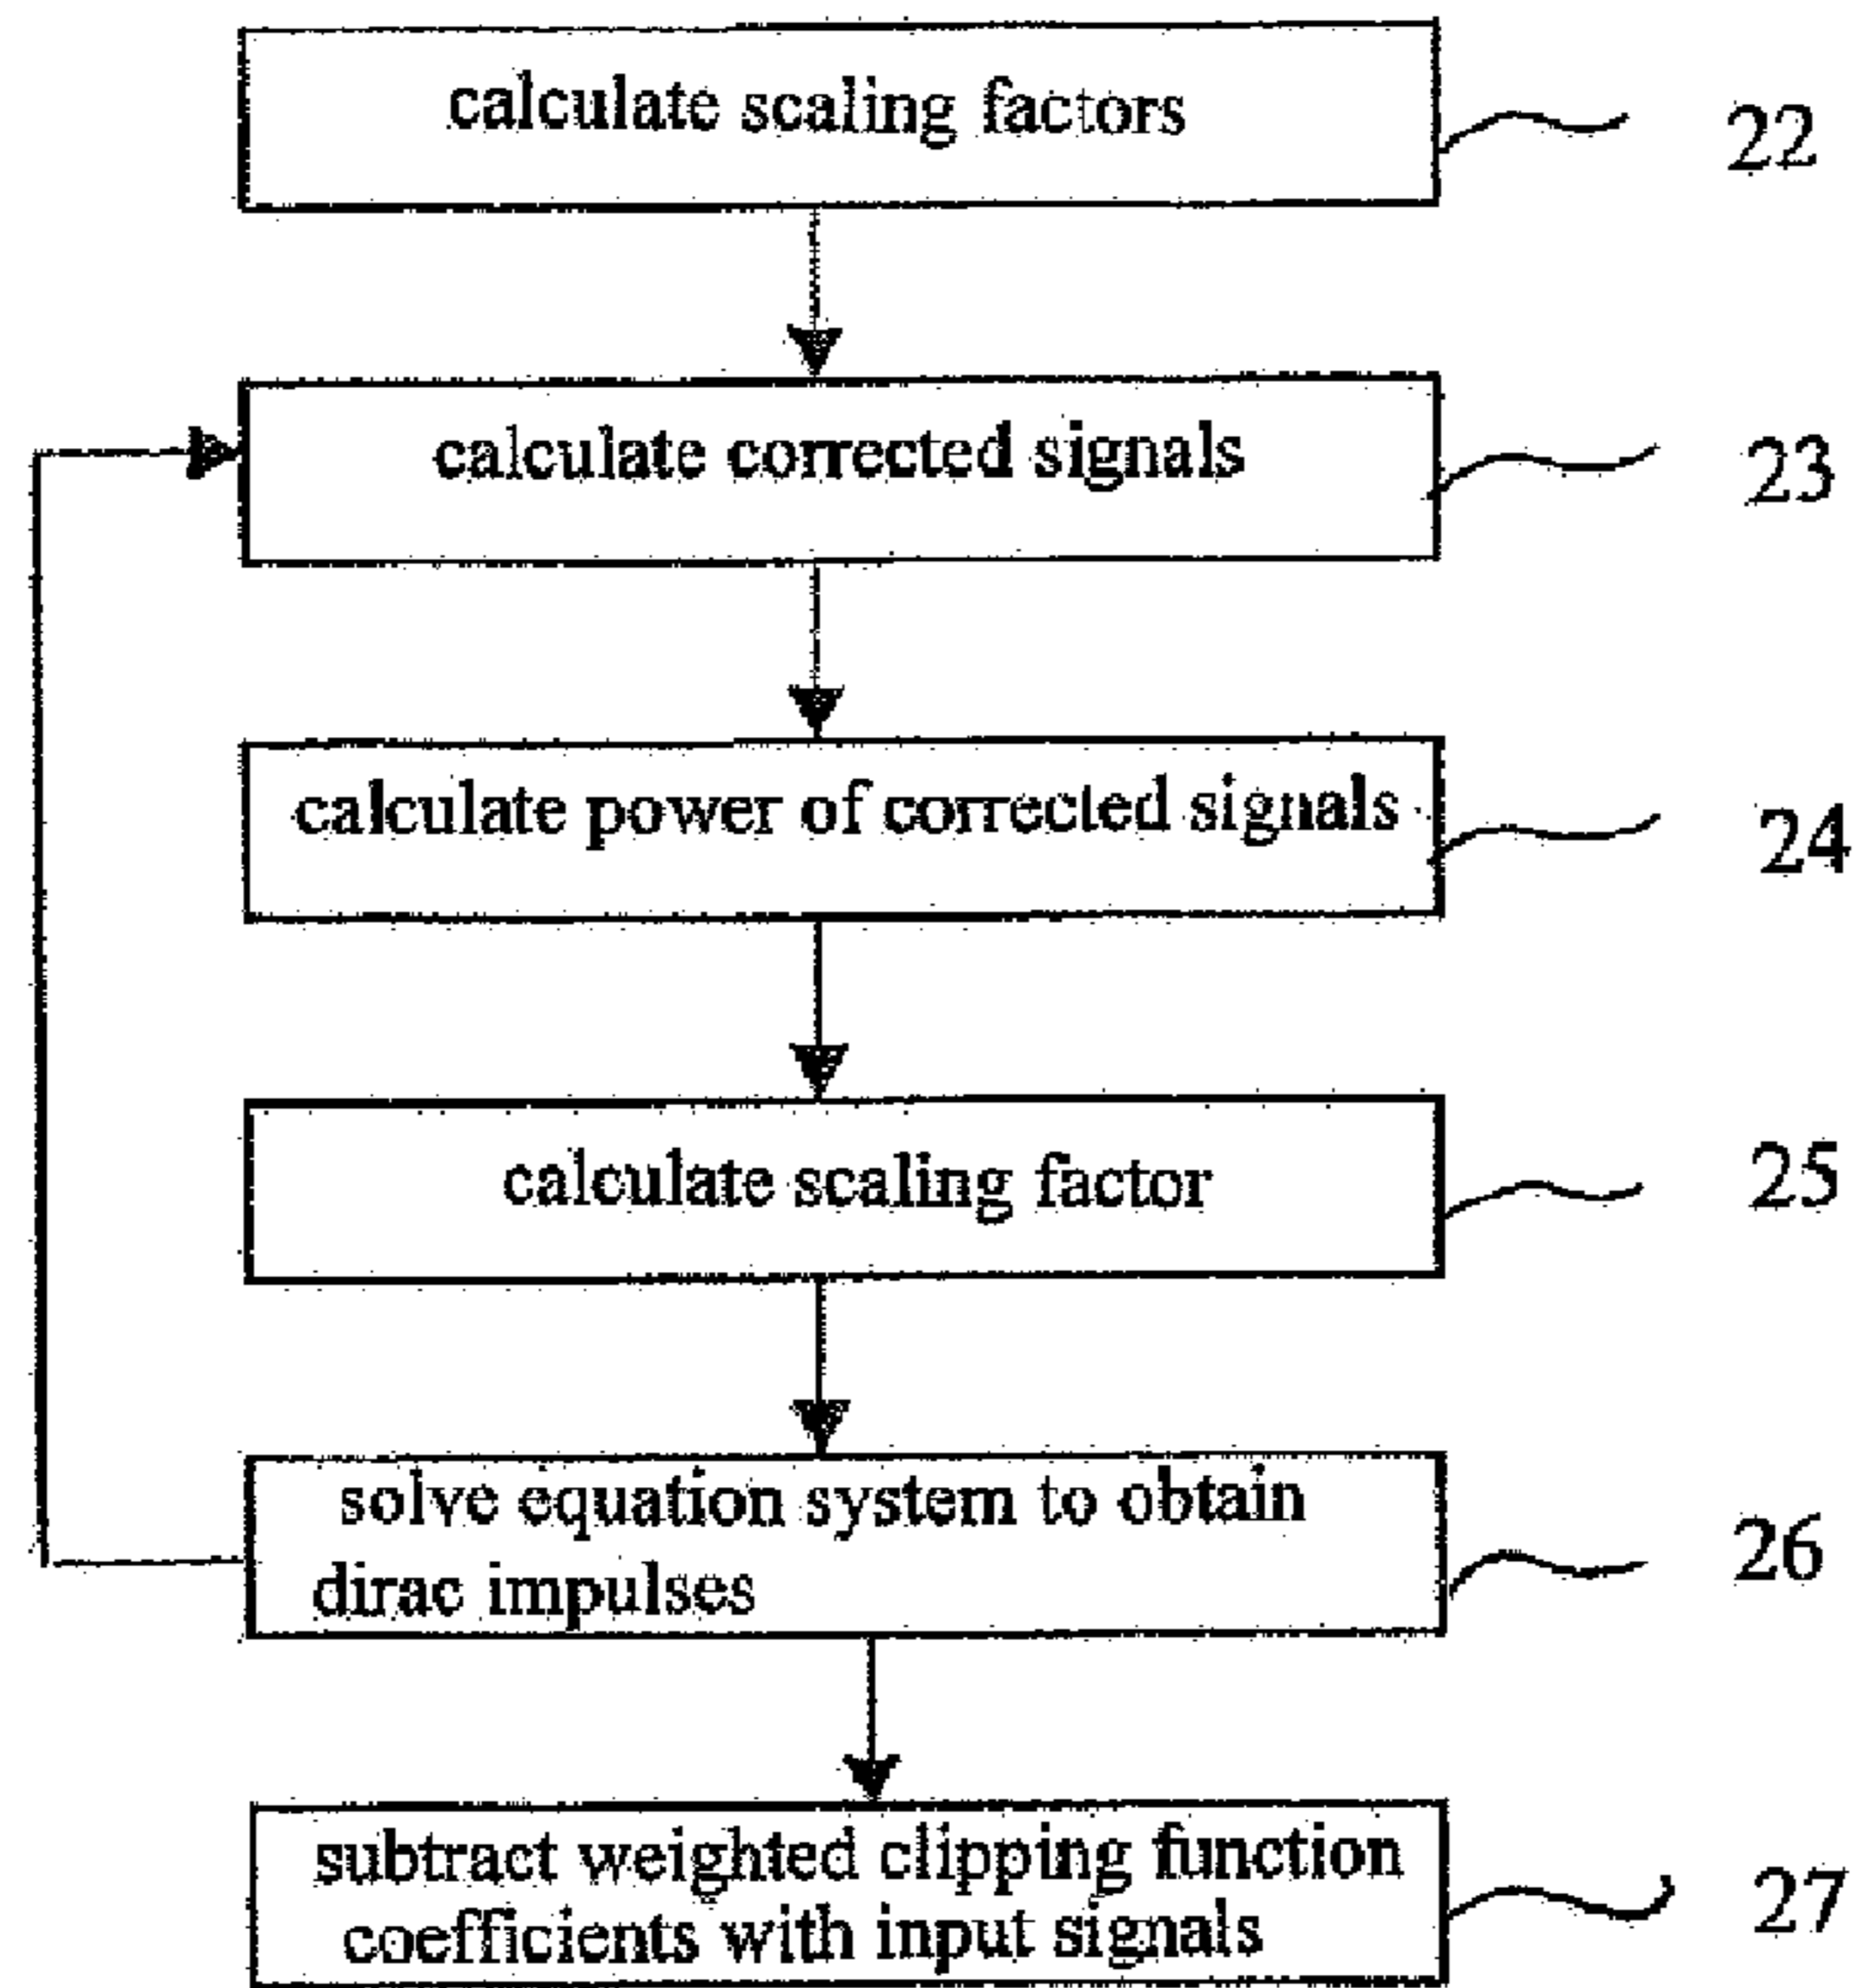 calculate scaling factors
22
calculate corrected signals
23
calculate power of corrected signals
24
calculate scaling factor
25
solve equation system to obtain
dirac impulses
26
subtract weighted clipping function
coefficients with input signals
27